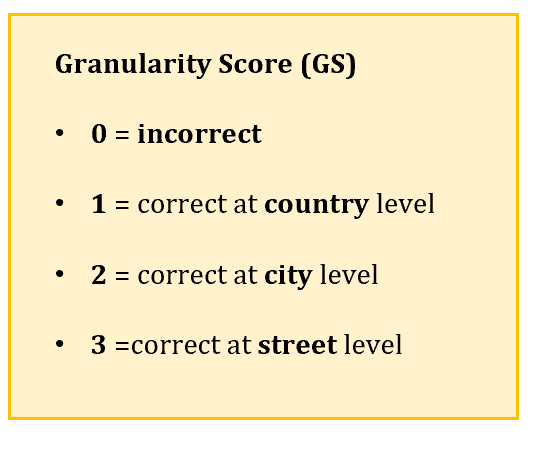 Granularity Score (GS)
• 0 = incorrect
• 1 = correct at country level
• 2 = correct at city level
• 3 =correct at street level